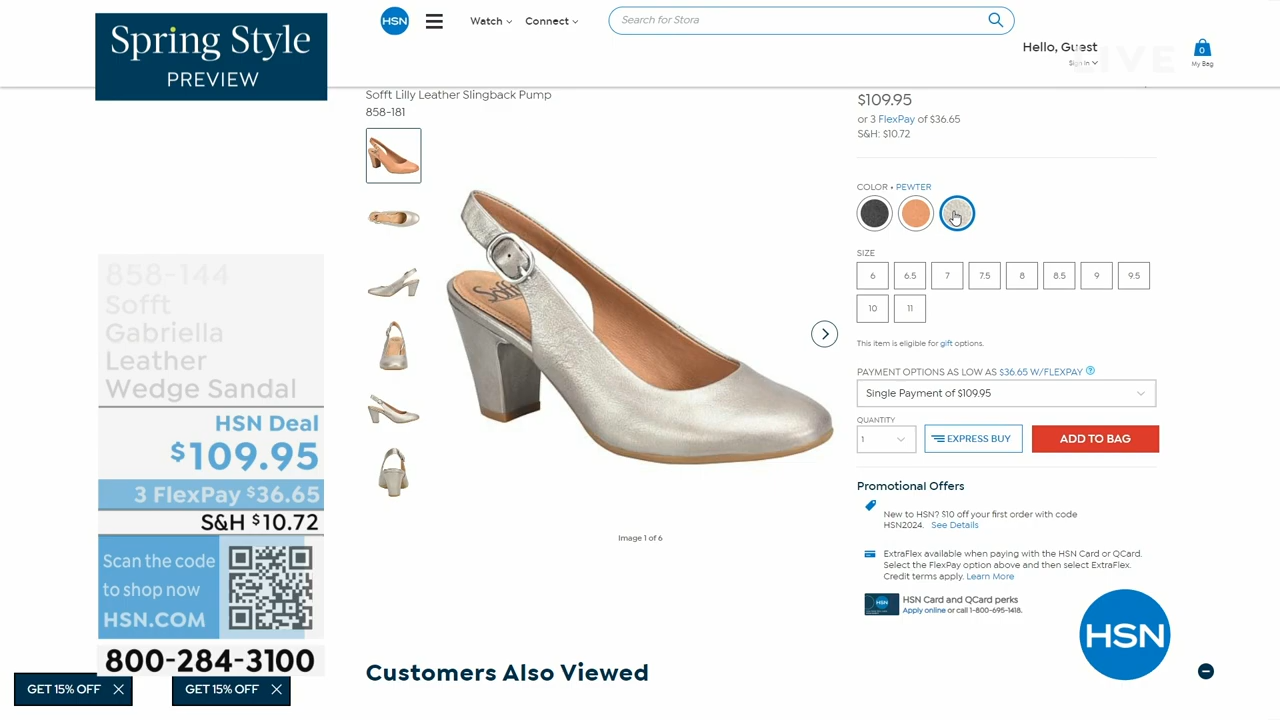 Spring Style
PREVIEW
HSN
Watch
Connect
Search for Stora
Hello, Guest
Sign In
LIVE
0
My Bag
Sofft Lilly Leather Slingback Pump
858-181
$109.95
or 3 FlexPay of $36.65
S&H: $10.72
COLOR • PEWTER
SIZE
6 6.5 7 7.5 8 8.5 9 9.5
10 11
This item is eligible for gift options.
PAYMENT OPTIONS AS LOW AS $36.65 W/FLEXPAY ?
Single Payment of $109.95
QUANTITY
1
EXPRESS BUY
ADD TO BAG
Promotional Offers
New to HSN? $10 off your first order with code
HSN2024. See Details
ExtraFlex available when paying with the HSN Card or QCard.
Select the FlexPay option above and then select ExtraFlex.
Credit terms apply. Learn More
HSN
HSN Card and QCard perks
Apply online or call 1-800-695-1418.
Sofft
Image 1 of 6
858-144
Sofft
Gabriella
Leather
Wedge Sandal
HSN Deal
$109.95
3 FlexPay $36.65
S&H $10.72
Scan the code
to shop now
HSN.COM
800-284-3100
GET 15% OFF
GET 15% OFF
Customers Also Viewed
HSN